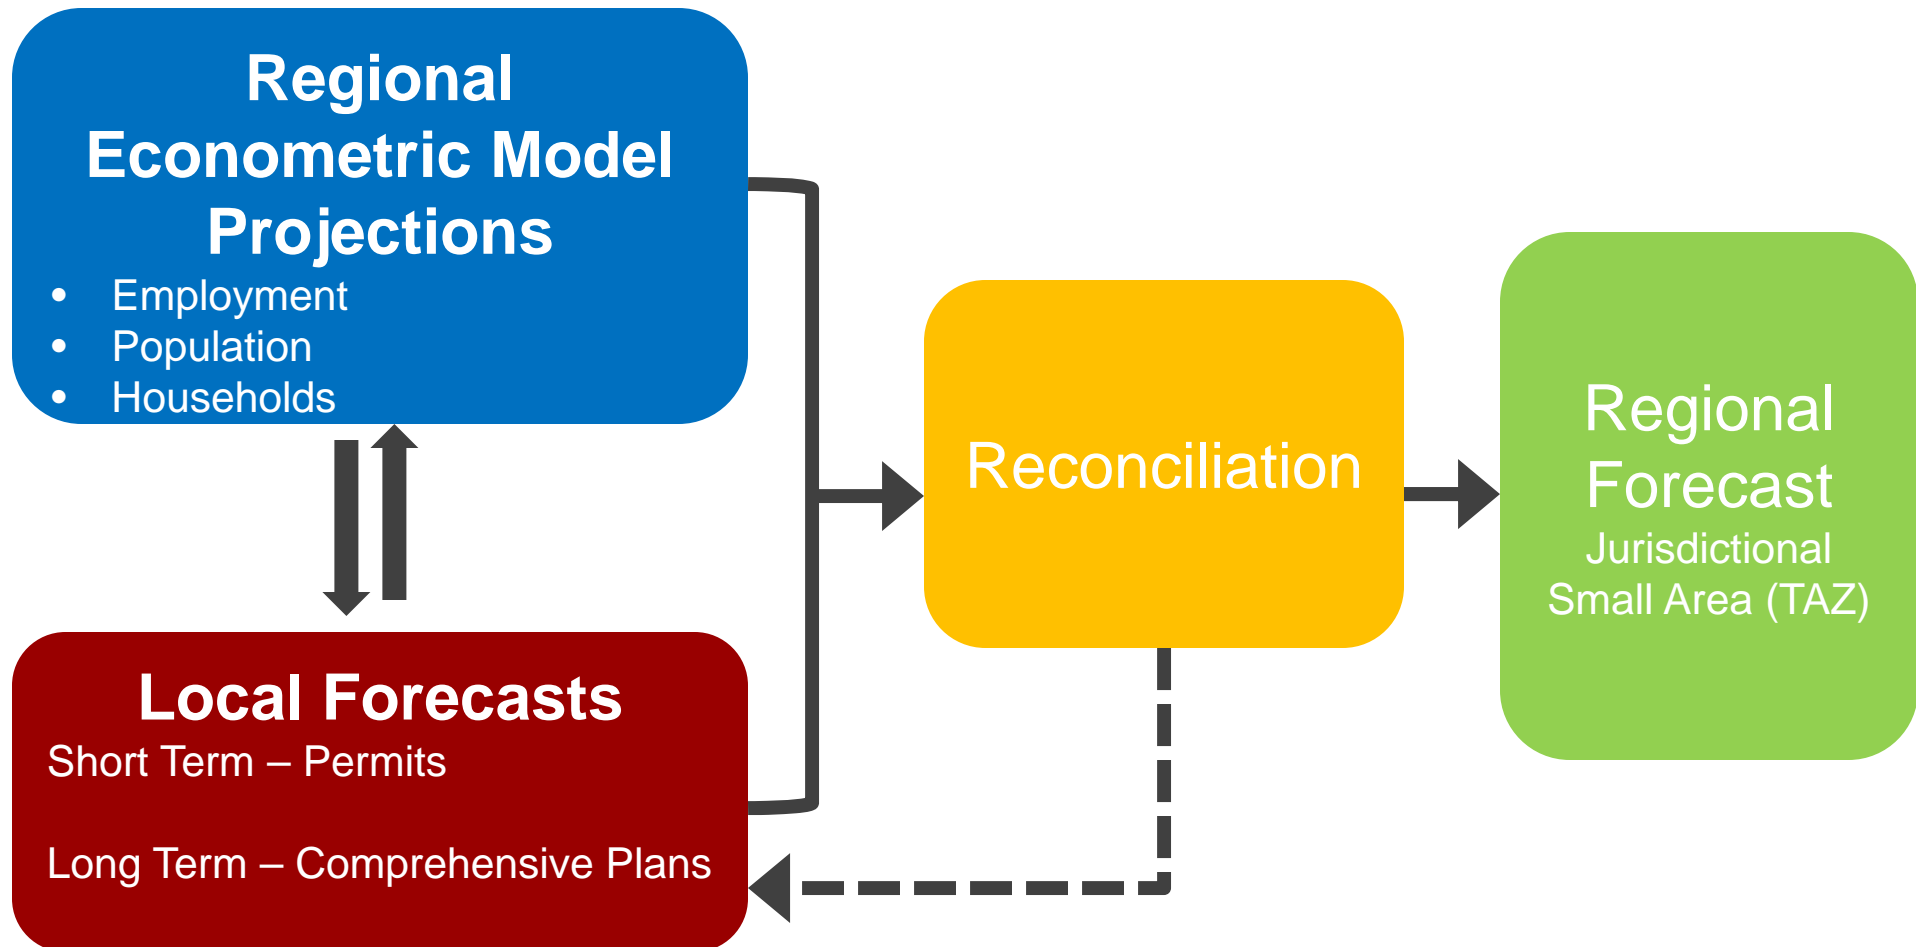 Regional
Econometric Model
Projections
• Employment
• Population
• Households
Local Forecasts
Short Term – Permits
Long Term – Comprehensive Plans
Reconciliation
Regional
Forecast
Jurisdictional
Small Area (TAZ)